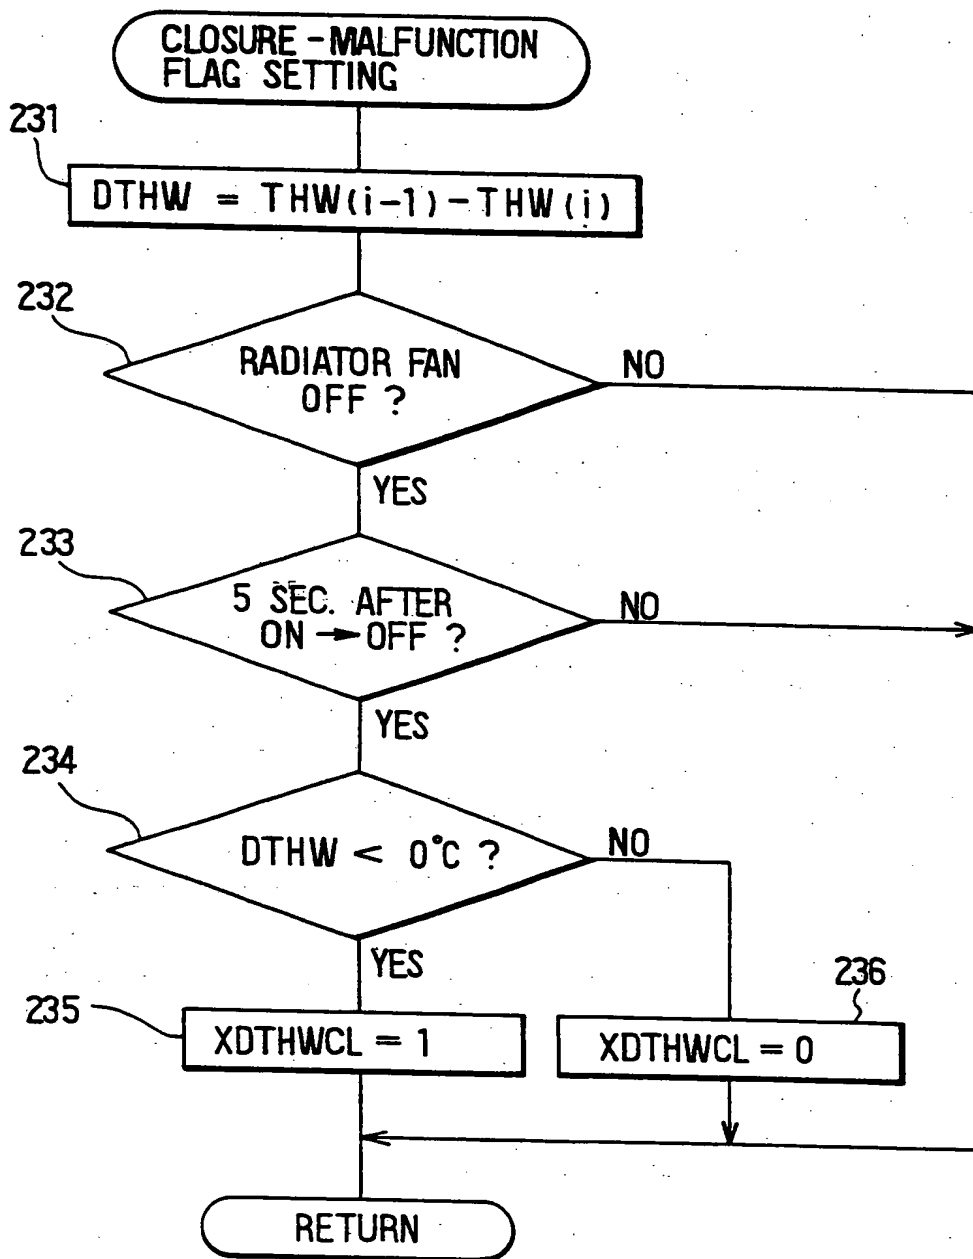 CLOSURE-MALFUNCTION
FLAG SETTING
231
DTHW = THW(i-1)-THW(i)
232
RADIATOR FAN
OFF ?
NO
YES
233
5 SEC. AFTER
ON → OFF ?
NO
YES
234
DTHW < 0°C ?
NO
YES
235
XDTHWCL = 1
236
XDTHWCL = 0
RETURN